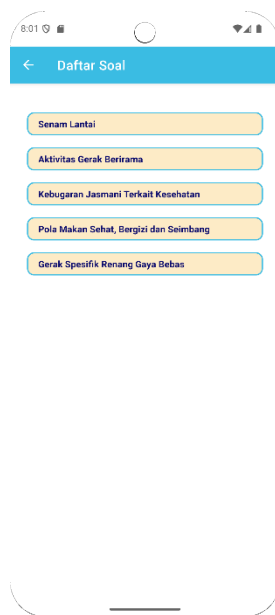 8:01
Daftar Soal
Senam Lantai
Aktivitas Gerak Berirama
Kebugaran Jasmani Terkait Kesehatan
Pola Makan Sehat, Bergizi dan Seimbang
Gerak Spesifik Renang Gaya Bebas